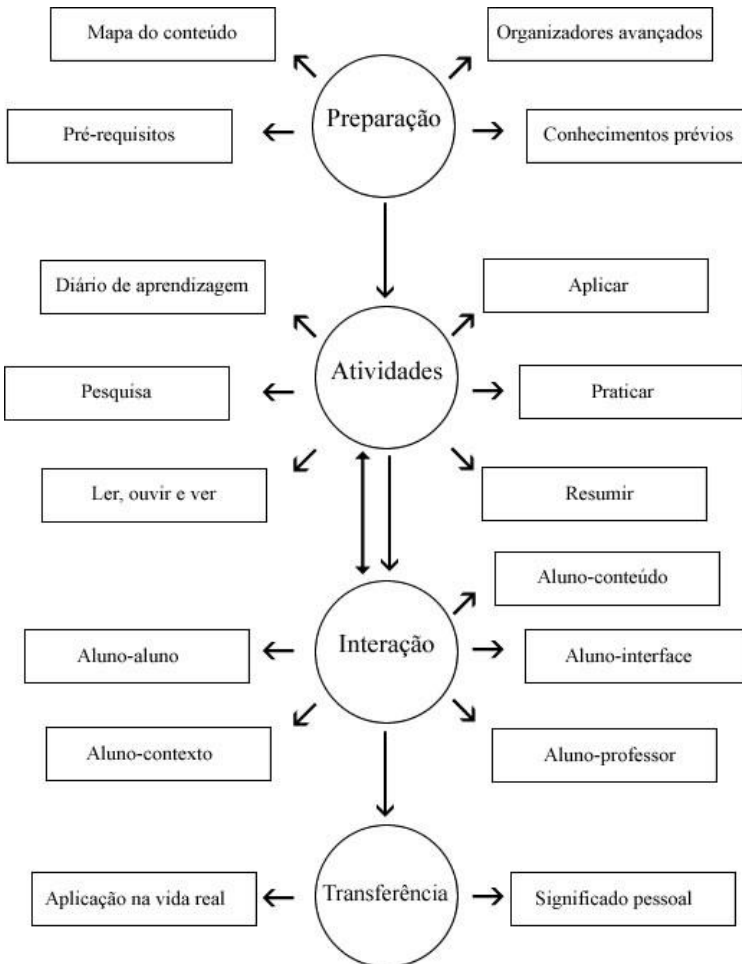 Mapa do conteúdo
Organizadores avançados
Preparação
Pré-requisitos
Conhecimentos prévios
Diário de aprendizagem
Aplicar
Atividades
Pesquisa
Praticar
Ler, ouvir e ver
Resumir
Aluno-conteúdo
Interação
Aluno-aluno
Aluno-interface
Aluno-contexto
Aluno-professor
Transferência
Aplicação na vida real
Significado pessoal